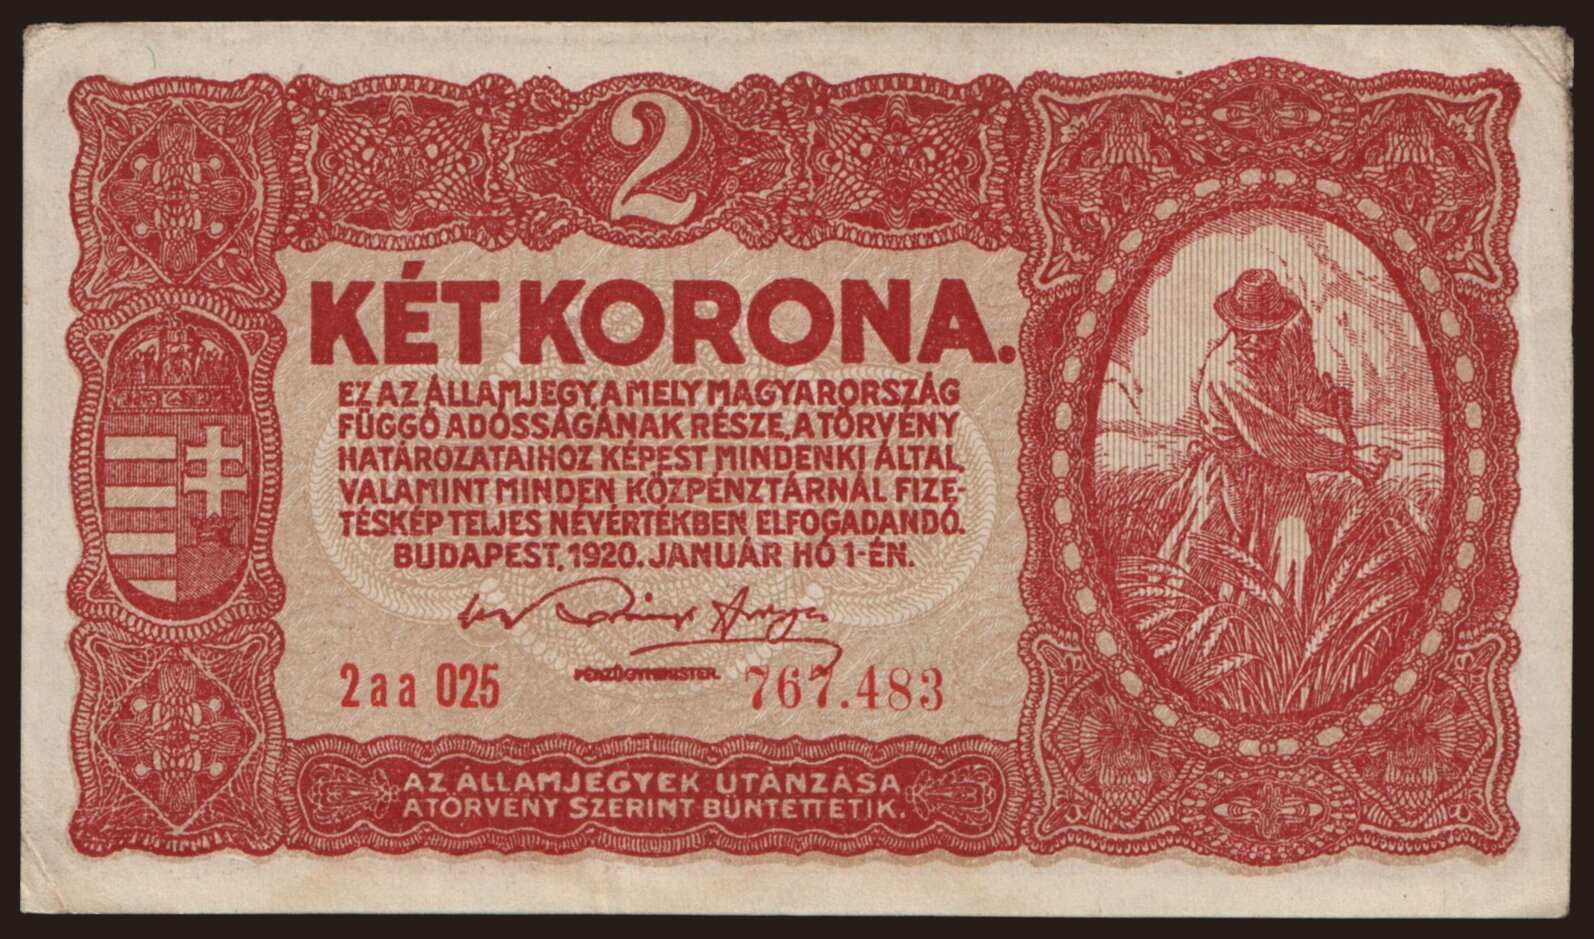 2
KÉT KORONA.
EZ AZ ÁLLAMJEGY, AMELY MAGYARORSZÁG
FÜGGŐ ADÓSSÁGÁNAK RÉSZE, A TÖRVÉNY
HATÁROZATAIHOZ KÉPEST MINDENKI ÁLTAL,
VALAMINT MINDEN KÖZPÉNZTÁRNÁL FIZE-
TÉSKÉP TELJES NÉVÉRTÉKBEN ELFOGADANDÓ.
BUDAPEST, 1920. JANUÁR HÓ 1-ÉN.
PÉNZÜGYMINISTER.
2aa 025 767.483
AZ ÁLLAMJEGYEK UTÁNZÁSA
A TÖRVÉNY SZERINT BÜNTETTETIK.